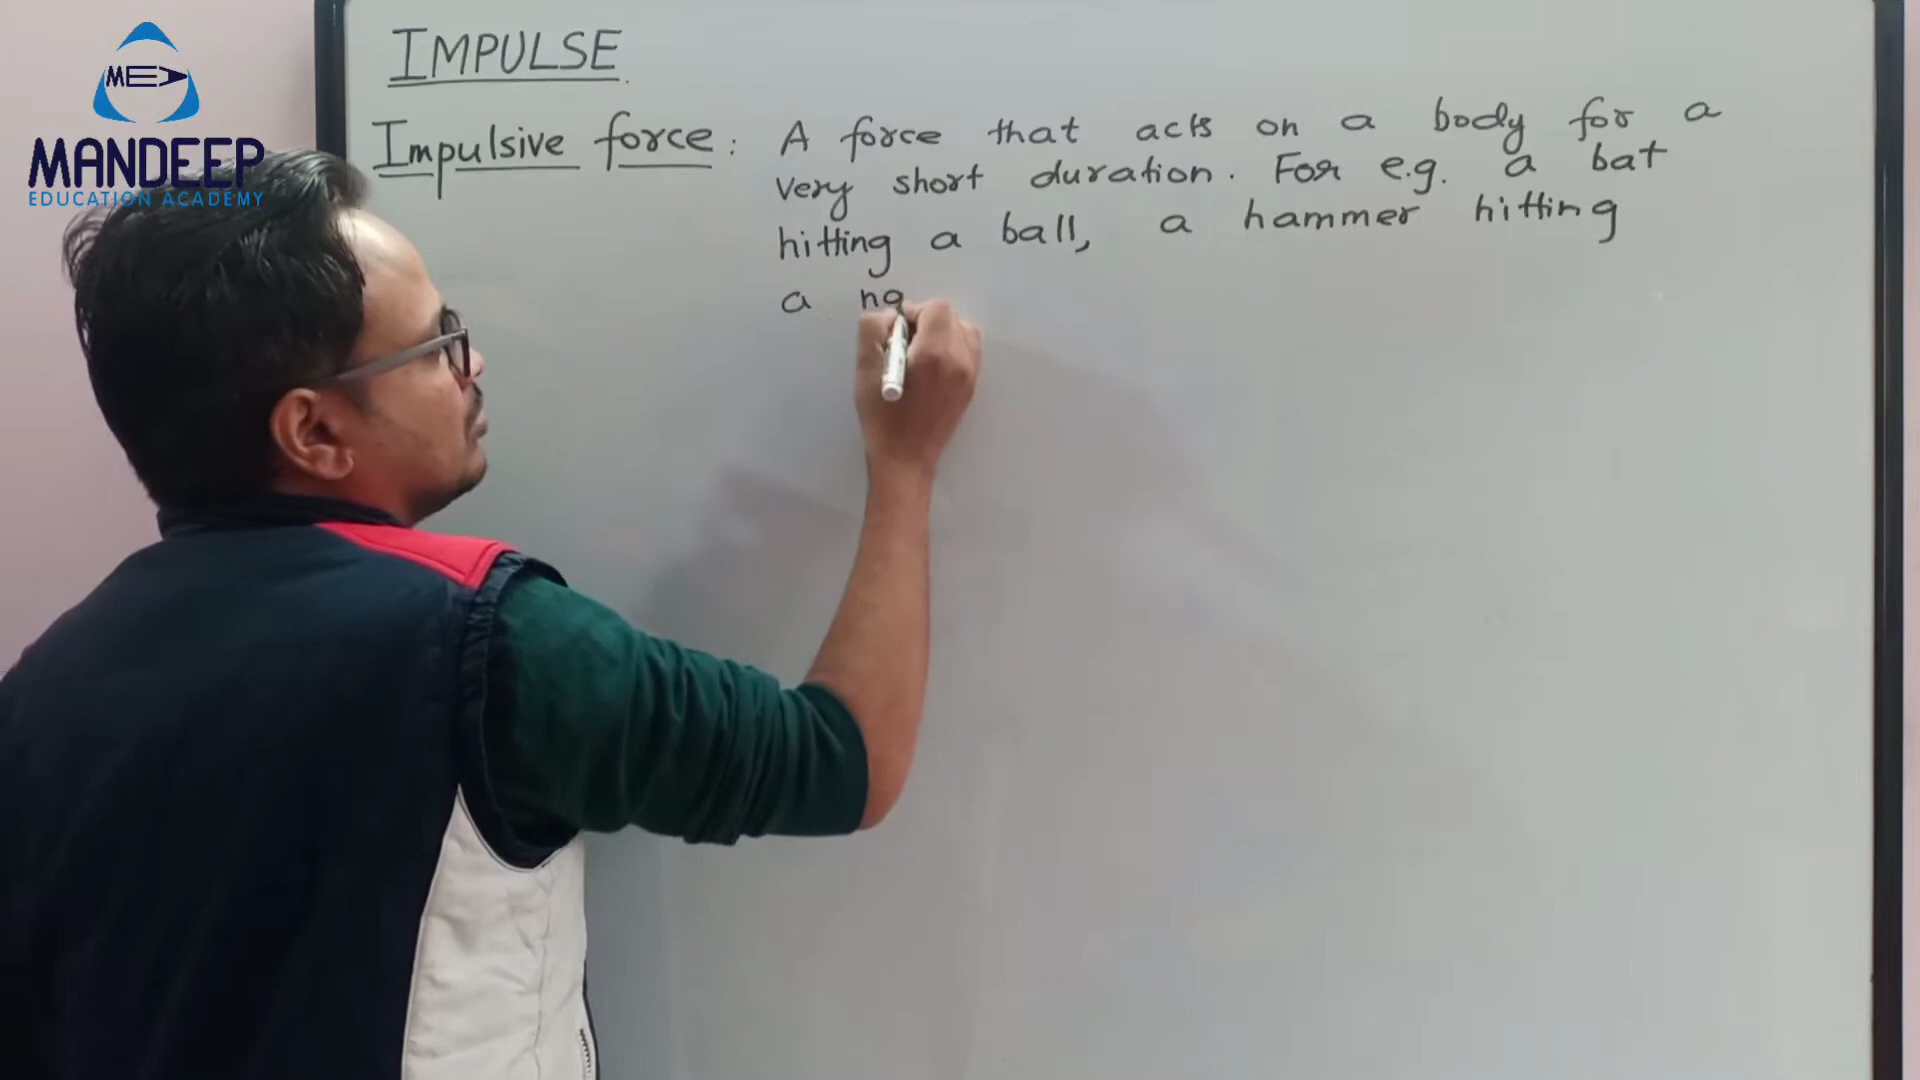 MEA
MANDEEP
EDUCATION ACADEMY
IMPULSE
Impulsive force: A force that acts on a body for a
very short duration. For e.g. a bat
hitting a ball, a hammer hitting
a na